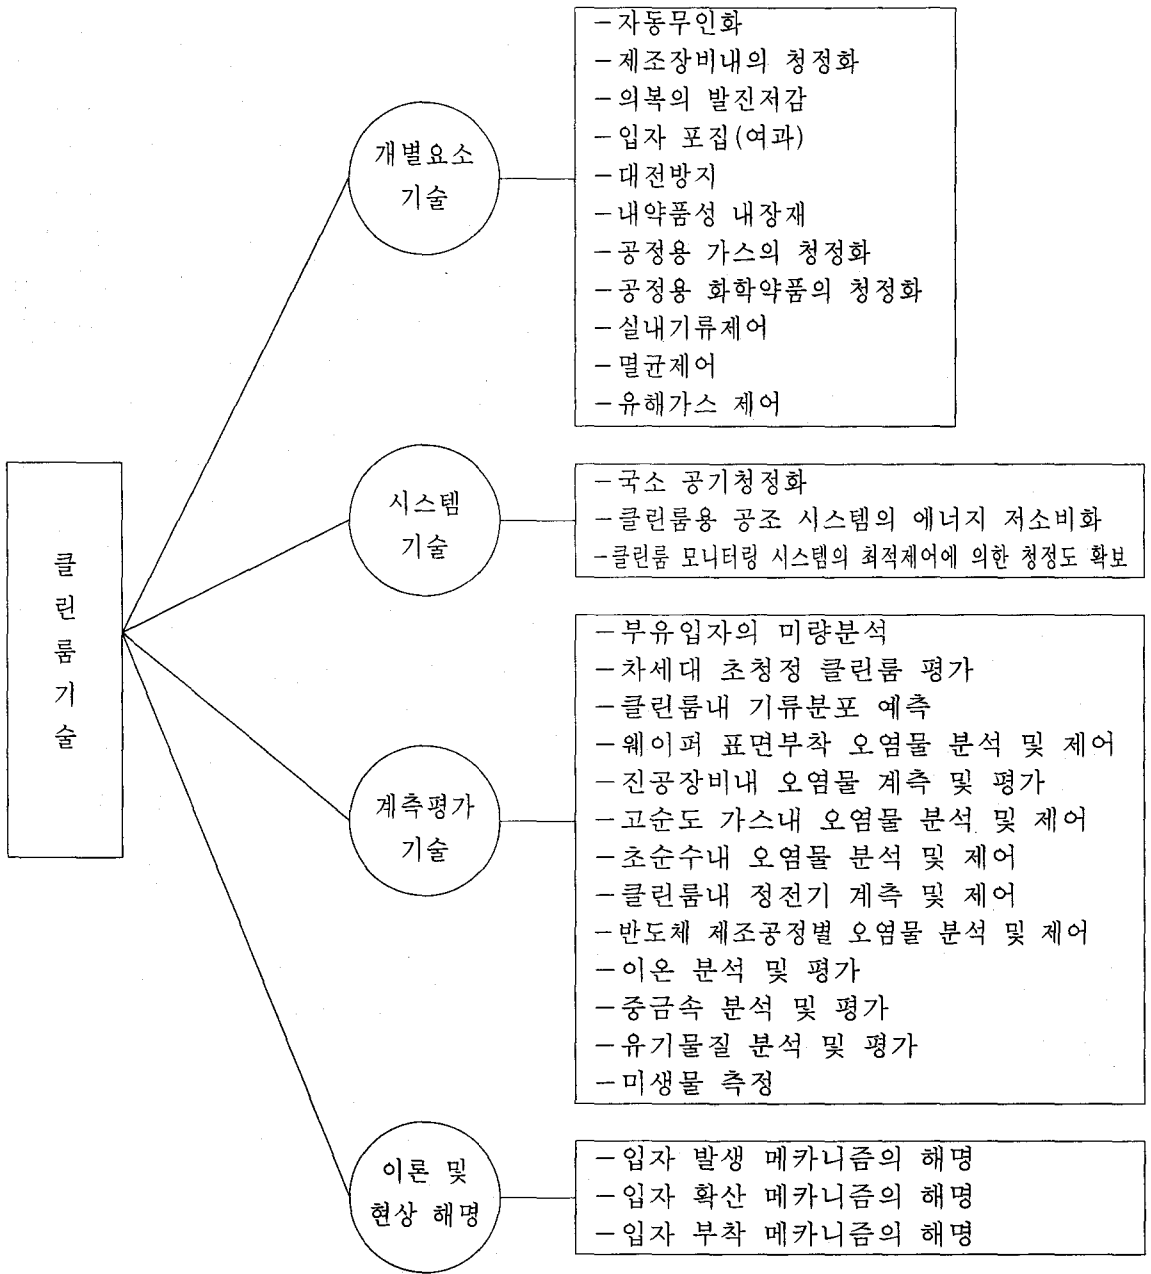 클
린
룸
기
술
개별요소
기술
-자동무인화
-제조장비내의 청정화
-의복의 발진저감
-입자 포집(여과)
-대전방지
-내약품성 내장재
-공정용 가스의 청정화
-공정용 화학약품의 청정화
-실내기류제어
-멸균제어
-유해가스 제어
시스템
기술
-국소 공기청정화
-클린룸용 공조 시스템의 에너지 저소비화
-클린룸 모니터링 시스템의 최적제어에 의한 청정도 확보
계측평가
기술
-부유입자의 미량분석
-차세대 초청정 클린룸 평가
-클린룸내 기류분포 예측
-웨이퍼 표면부착 오염물 분석 및 제어
-진공장비내 오염물 계측 및 평가
-고순도 가스내 오염물 분석 및 제어
-초순수내 오염물 분석 및 제어
-클린룸내 정전기 계측 및 제어
-반도체 제조공정별 오염물 분석 및 제어
-이온 분석 및 평가
-중금속 분석 및 평가
-유기물질 분석 및 평가
-미생물 측정
이론 및
현상 해명
-입자 발생 메카니즘의 해명
-입자 확산 메카니즘의 해명
-입자 부착 메카니즘의 해명